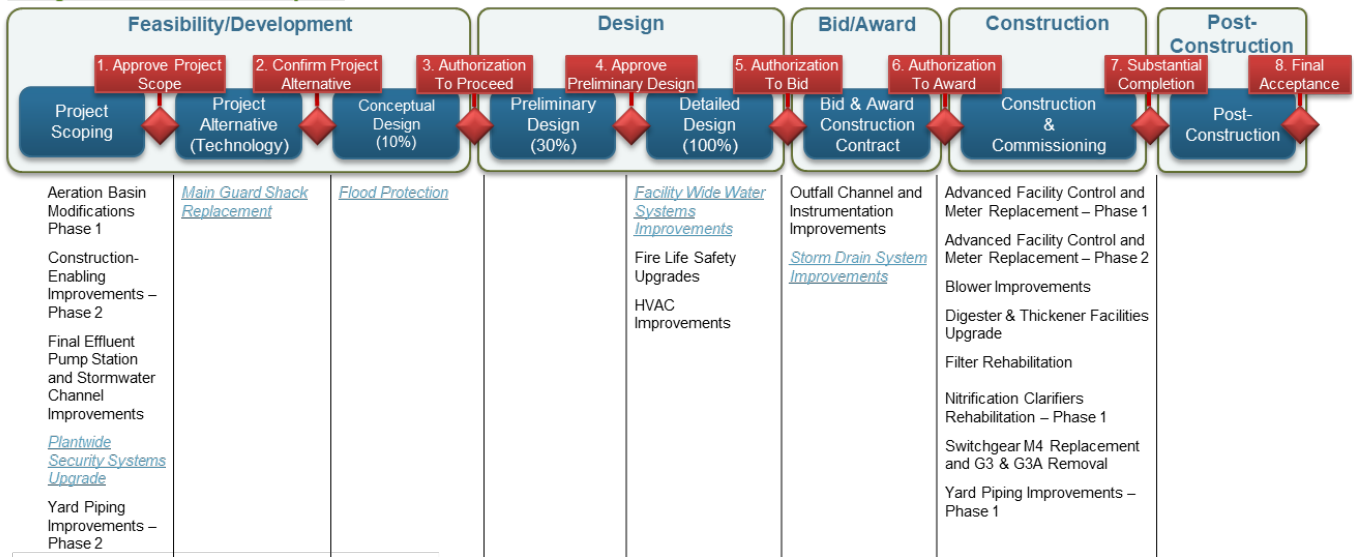 Feasibility/Development
Design
Bid/Award
Construction
Post-
Construction
1. Approve Project
Scope
2. Confirm Project
Alternative
3. Authorization
To Proceed
4. Approve
Preliminary Design
5. Authorization
To Bid
6. Authorization
To Award
7. Substantial
Completion
8. Final
Acceptance
Project
Scoping
Project
Alternative
(Technology)
Conceptual
Design
(10%)
Preliminary
Design
(30%)
Detailed
Design
(100%)
Bid & Award
Construction
Contract
Construction
&
Commissioning
Post-
Construction
Aeration Basin
Modifications
Phase 1
Construction-
Enabling
Improvements –
Phase 2
Final Effluent
Pump Station
and Stormwater
Channel
Improvements
Plantwide
Security Systems
Upgrade
Yard Piping
Improvements –
Phase 2
Main Guard Shack
Replacement
Flood Protection
Facility Wide Water
Systems
Improvements
Fire Life Safety
Upgrades
HVAC
Improvements
Outfall Channel and
Instrumentation
Improvements
Storm Drain System
Improvements
Advanced Facility Control and
Meter Replacement – Phase 1
Advanced Facility Control and
Meter Replacement – Phase 2
Blower Improvements
Digester & Thickener Facilities
Upgrade
Filter Rehabilitation
Nitrification Clarifiers
Rehabilitation – Phase 1
Switchgear M4 Replacement
and G3 & G3A Removal
Yard Piping Improvements –
Phase 1